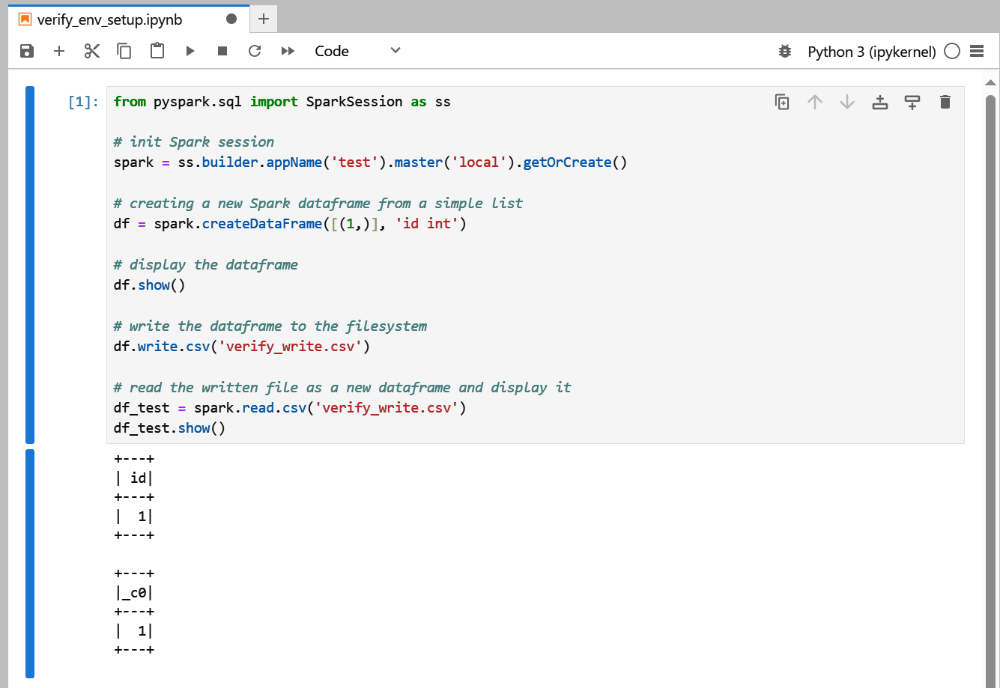 verify_env_setup.ipynb
Code
Python 3 (ipykernel)
[1]:
from pyspark.sql import SparkSession as ss
# init Spark session
spark = ss.builder.appName('test').master('local').getOrCreate()
# creating a new Spark dataframe from a simple list
df = spark.createDataFrame([(1,)], 'id int')
# display the dataframe
df.show()
# write the dataframe to the filesystem
df.write.csv('verify_write.csv')
# read the written file as a new dataframe and display it
df_test = spark.read.csv('verify_write.csv')
df_test.show()
+---+
| id|
+---+
|  1|
+---+
+---+
|_c0|
+---+
|  1|
+---+